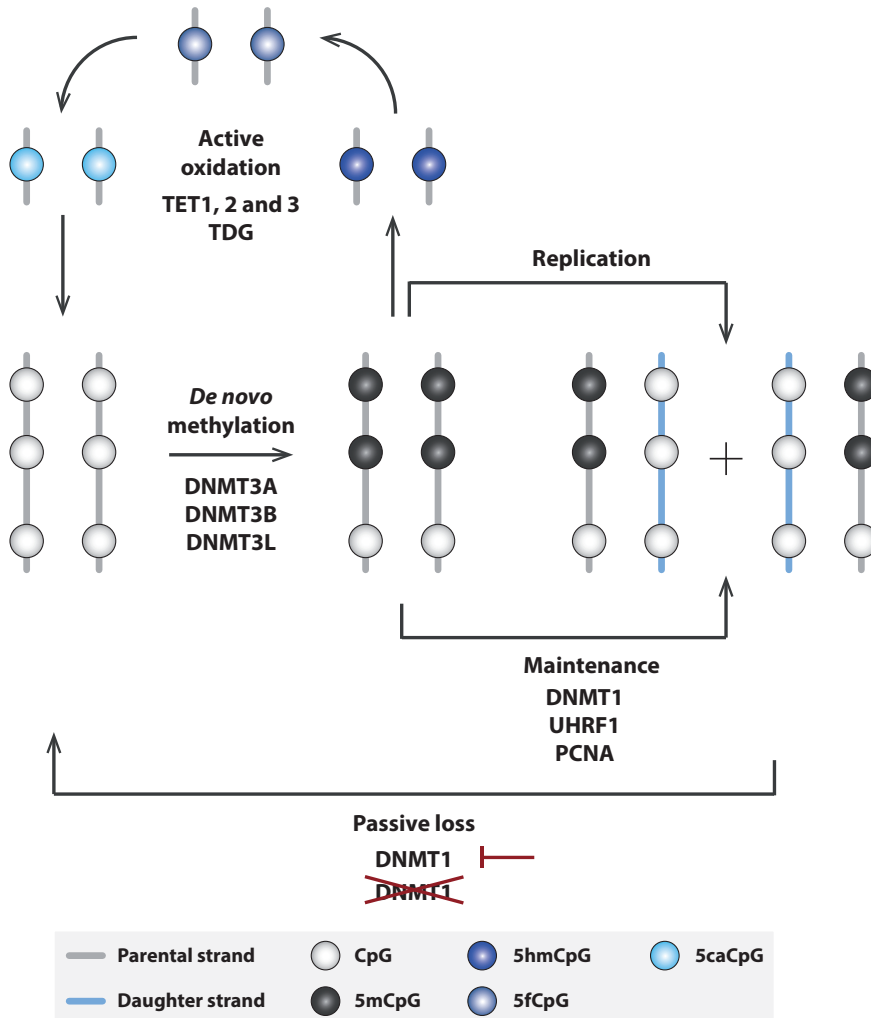 Active
oxidation
TET1, 2 and 3
TDG
Replication
De novo
methylation
DNMT3A
DNMT3B
DNMT3L
+
Maintenance
DNMT1
UHRF1
PCNA
Passive loss
DNMT1
DNMT1
Parental strand CpG 5hmCpG 5caCpG
Daughter strand 5mCpG 5fCpG